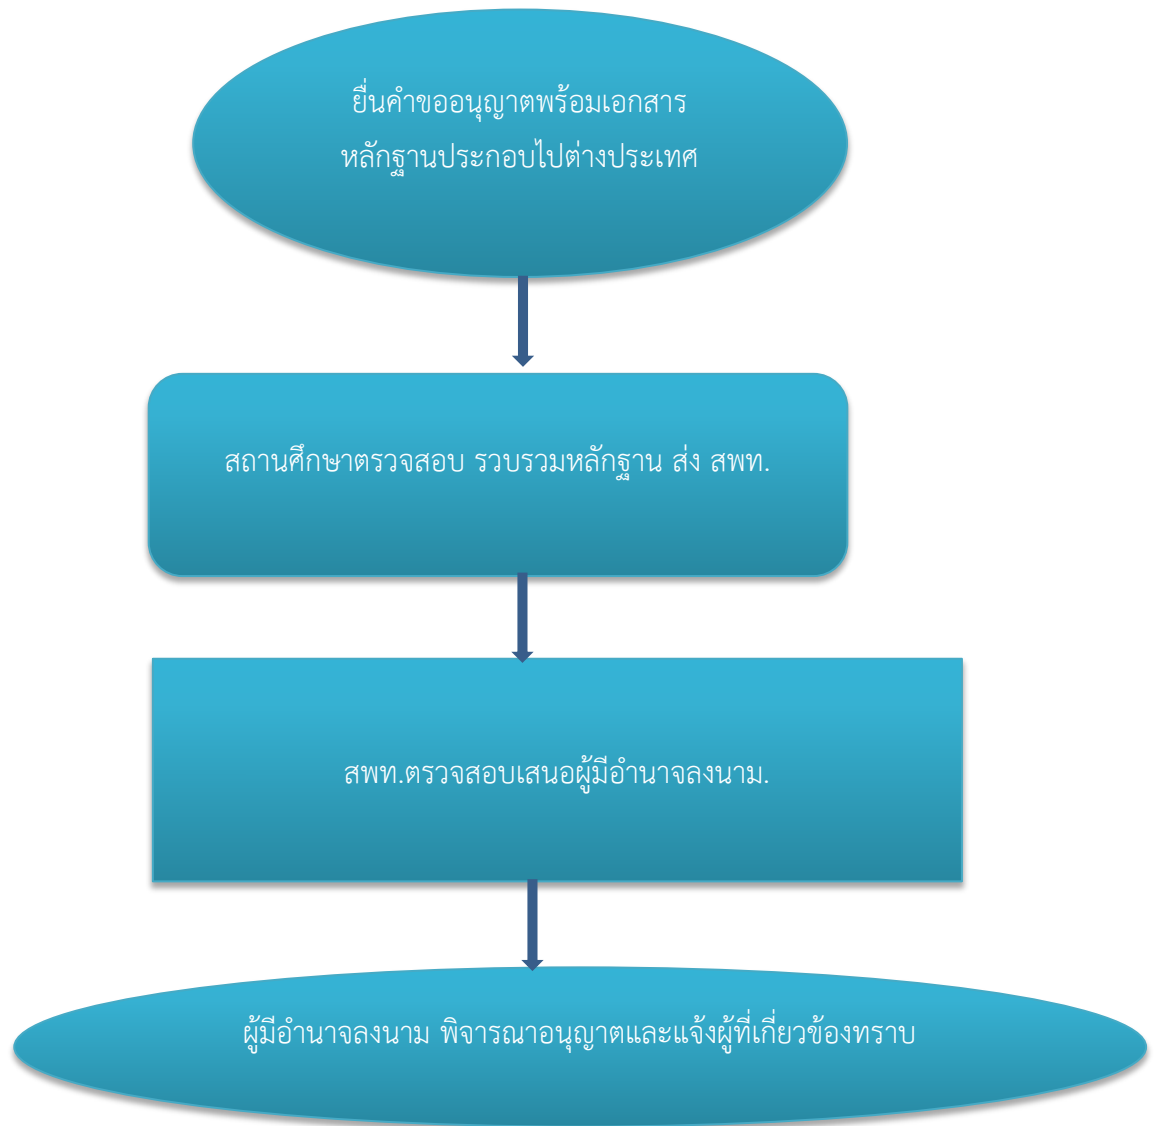 ยื่นคำขออนุญาตพร้อมเอกสาร
หลักฐานประกอบไปต่างประเทศ
สถานศึกษาตรวจสอบ รวบรวมหลักฐาน ส่ง สพท.
สพท.ตรวจสอบเสนอผู้มีอำนาจลงนาม.
ผู้มีอำนาจลงนาม พิจารณาอนุญาตและแจ้งผู้ที่เกี่ยวข้องทราบ